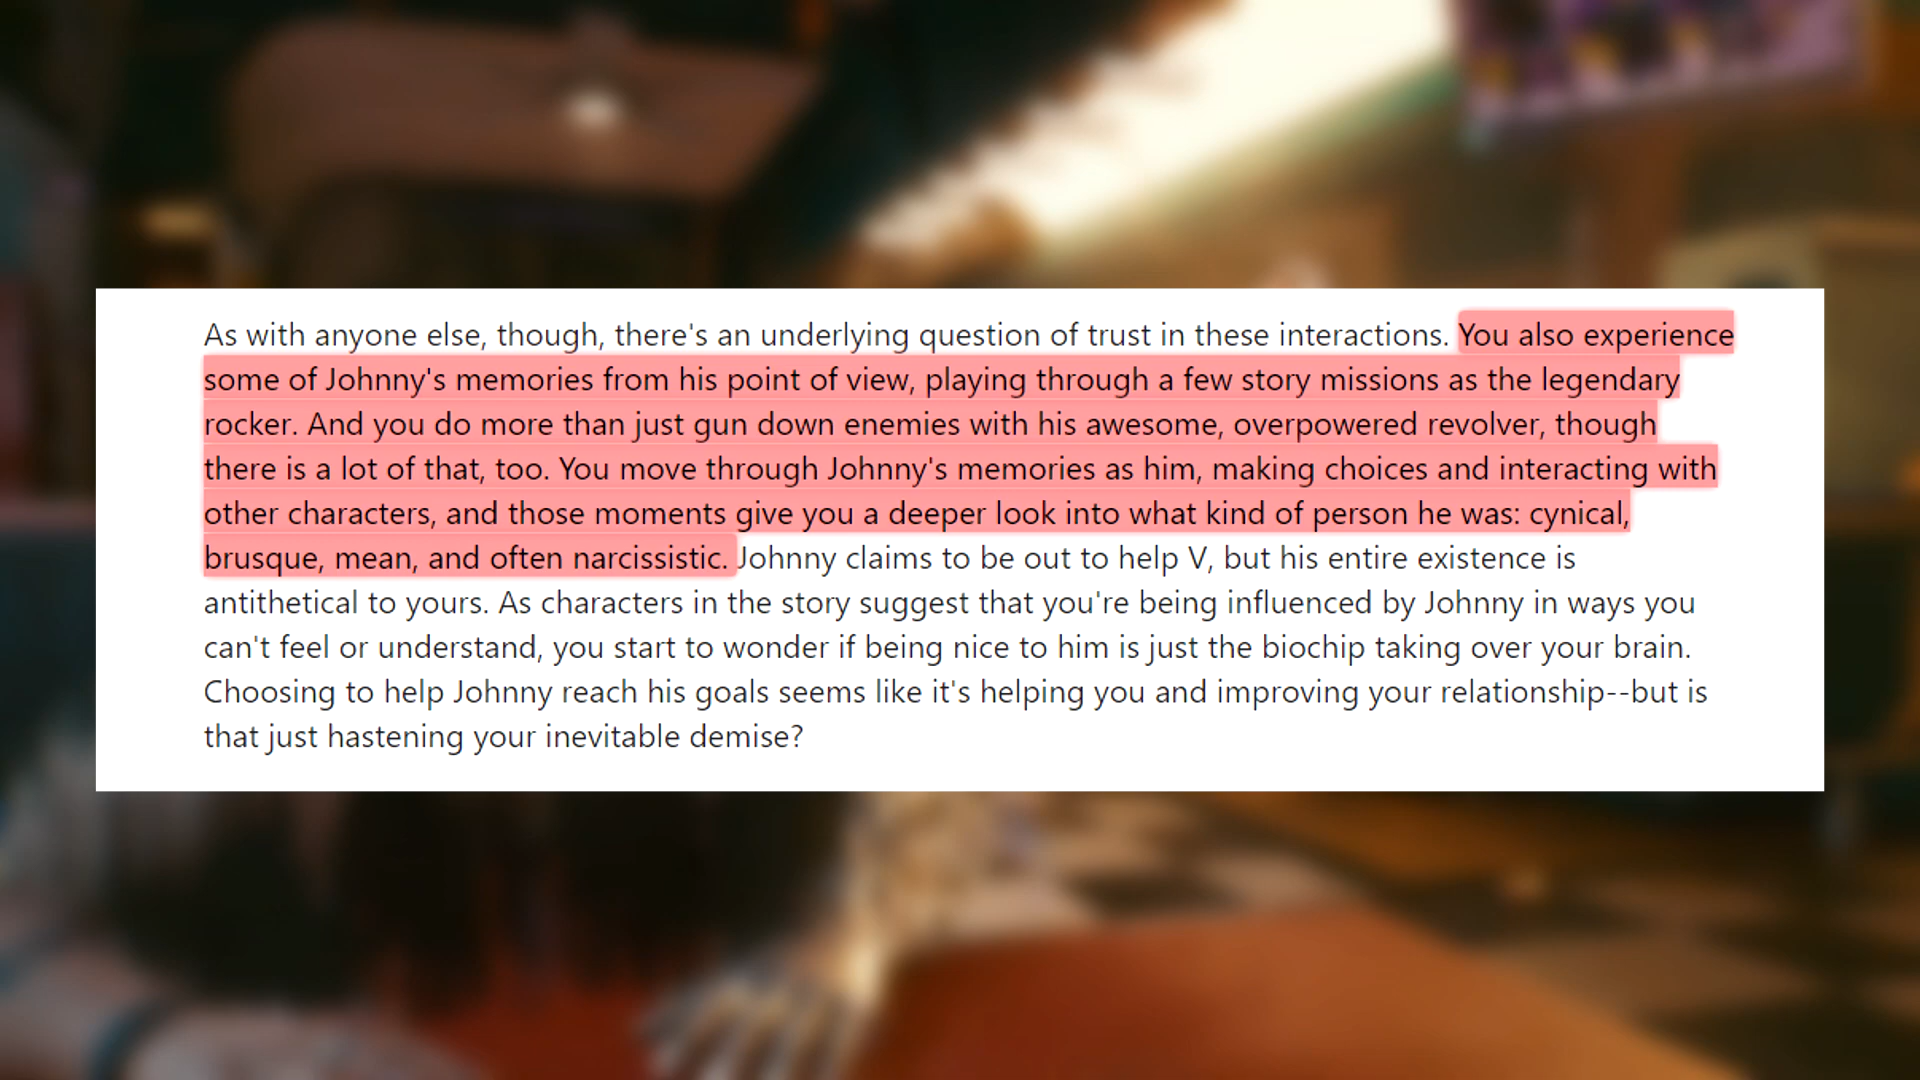 As with anyone else, though, there's an underlying question of trust in these interactions. You also experience
some of Johnny's memories from his point of view, playing through a few story missions as the legendary
rocker. And you do more than just gun down enemies with his awesome, overpowered revolver, though
there is a lot of that, too. You move through Johnny's memories as him, making choices and interacting with
other characters, and those moments give you a deeper look into what kind of person he was: cynical,
brusque, mean, and often narcissistic. Johnny claims to be out to help V, but his entire existence is
antithetical to yours. As characters in the story suggest that you're being influenced by Johnny in ways you
can't feel or understand, you start to wonder if being nice to him is just the biochip taking over your brain.
Choosing to help Johnny reach his goals seems like it's helping you and improving your relationship--but is
that just hastening your inevitable demise?